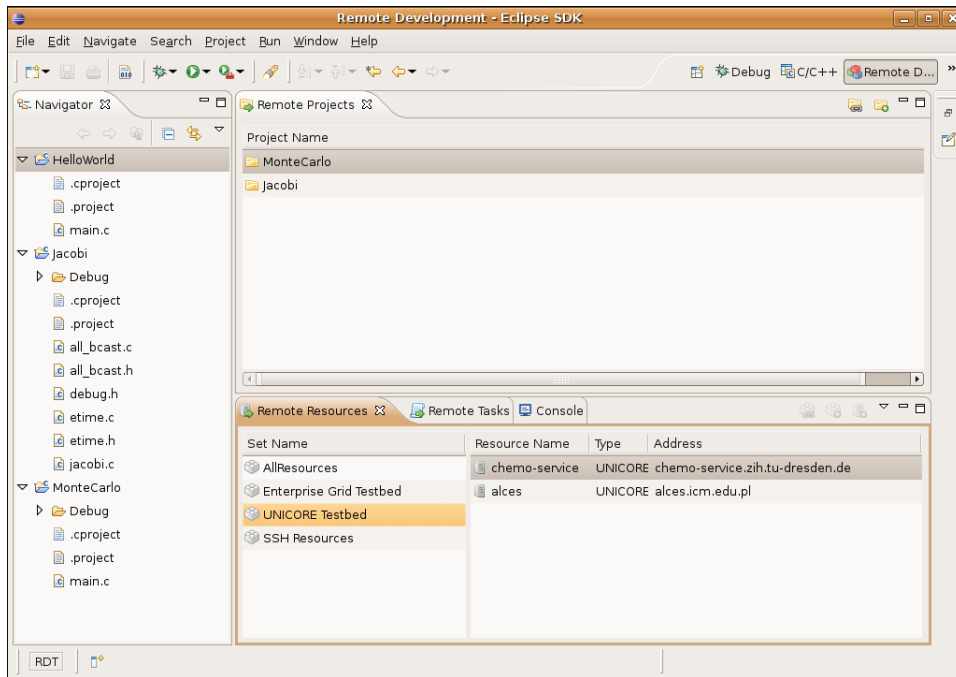 Remote Development - Eclipse SDK
File Edit Navigate Search Project Run Window Help
010 Debug C/C++ Remote D... »
Navigator
HelloWorld
.cproject
.project
main.c
Jacobi
Debug
.cproject
.project
all_bcast.c
all_bcast.h
debug.h
etime.c
etime.h
jacobi.c
MonteCarlo
Debug
.cproject
.project
main.c
Remote Projects
Project Name
MonteCarlo
Jacobi
Remote Resources Remote Tasks Console
Set Name
AllResources
Enterprise Grid Testbed
UNICORE Testbed
SSH Resources
Resource Name Type Address
chemo-service UNICORE chemo-service.zih.tu-dresden.de
alces UNICORE alces.icm.edu.pl
RDT